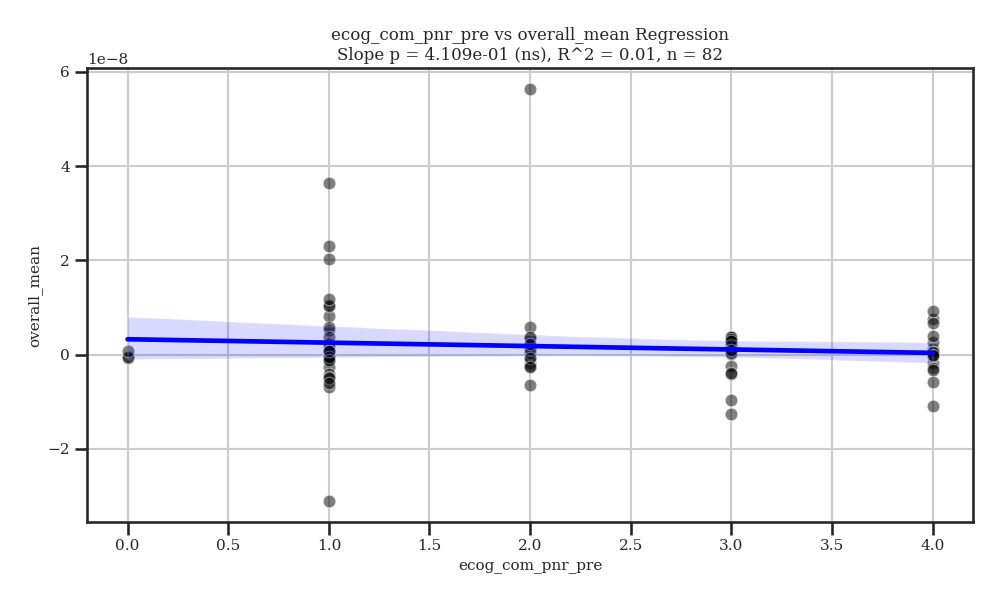 ecog_com_pnr_pre vs overall_mean Regression
Slope p = 4.109e-01 (ns), R^2 = 0.01, n = 82
1e−8
6
4
2
0
−2
overall_mean
0.0 0.5 1.0 1.5 2.0 2.5 3.0 3.5 4.0
ecog_com_pnr_pre